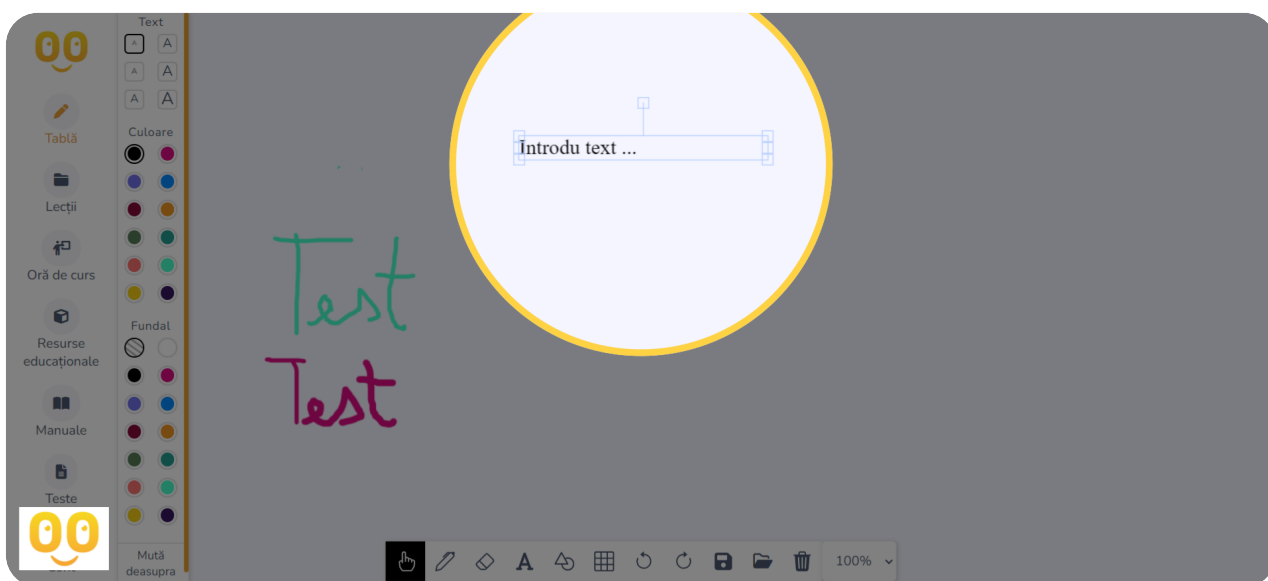 Tablă
Lecții
Oră de curs
Resurse
educaționale
Manuale
Teste
Text
A A
A A
A A
Culoare
Fundal
Mută
deasupra
Introdu text ...
Test
Test
A
100%